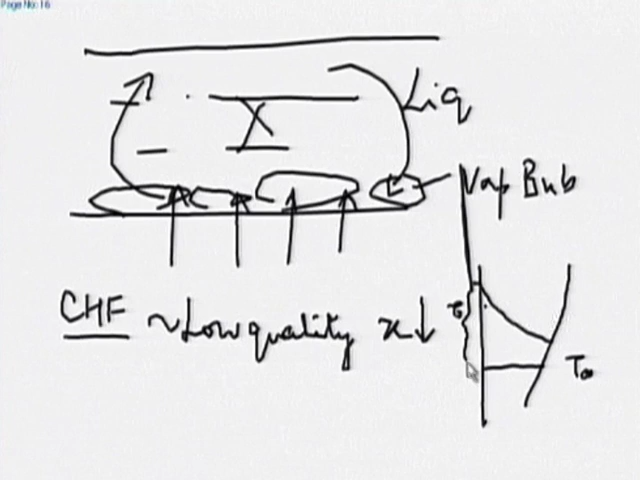 Page No: 16
Liq
Vap Bub
CHF ~ Low quality x↓
T∞